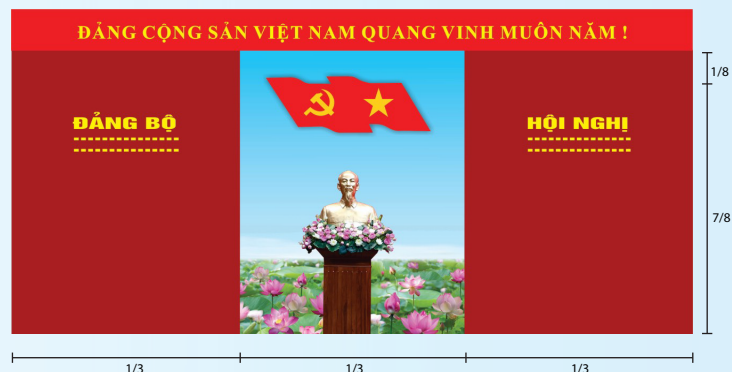 ĐẢNG CỘNG SẢN VIỆT NAM QUANG VINH MUÔN NĂM !
1/8
ĐẢNG BỘ
HỘI NGHỊ
7/8
1/3
1/3
1/3